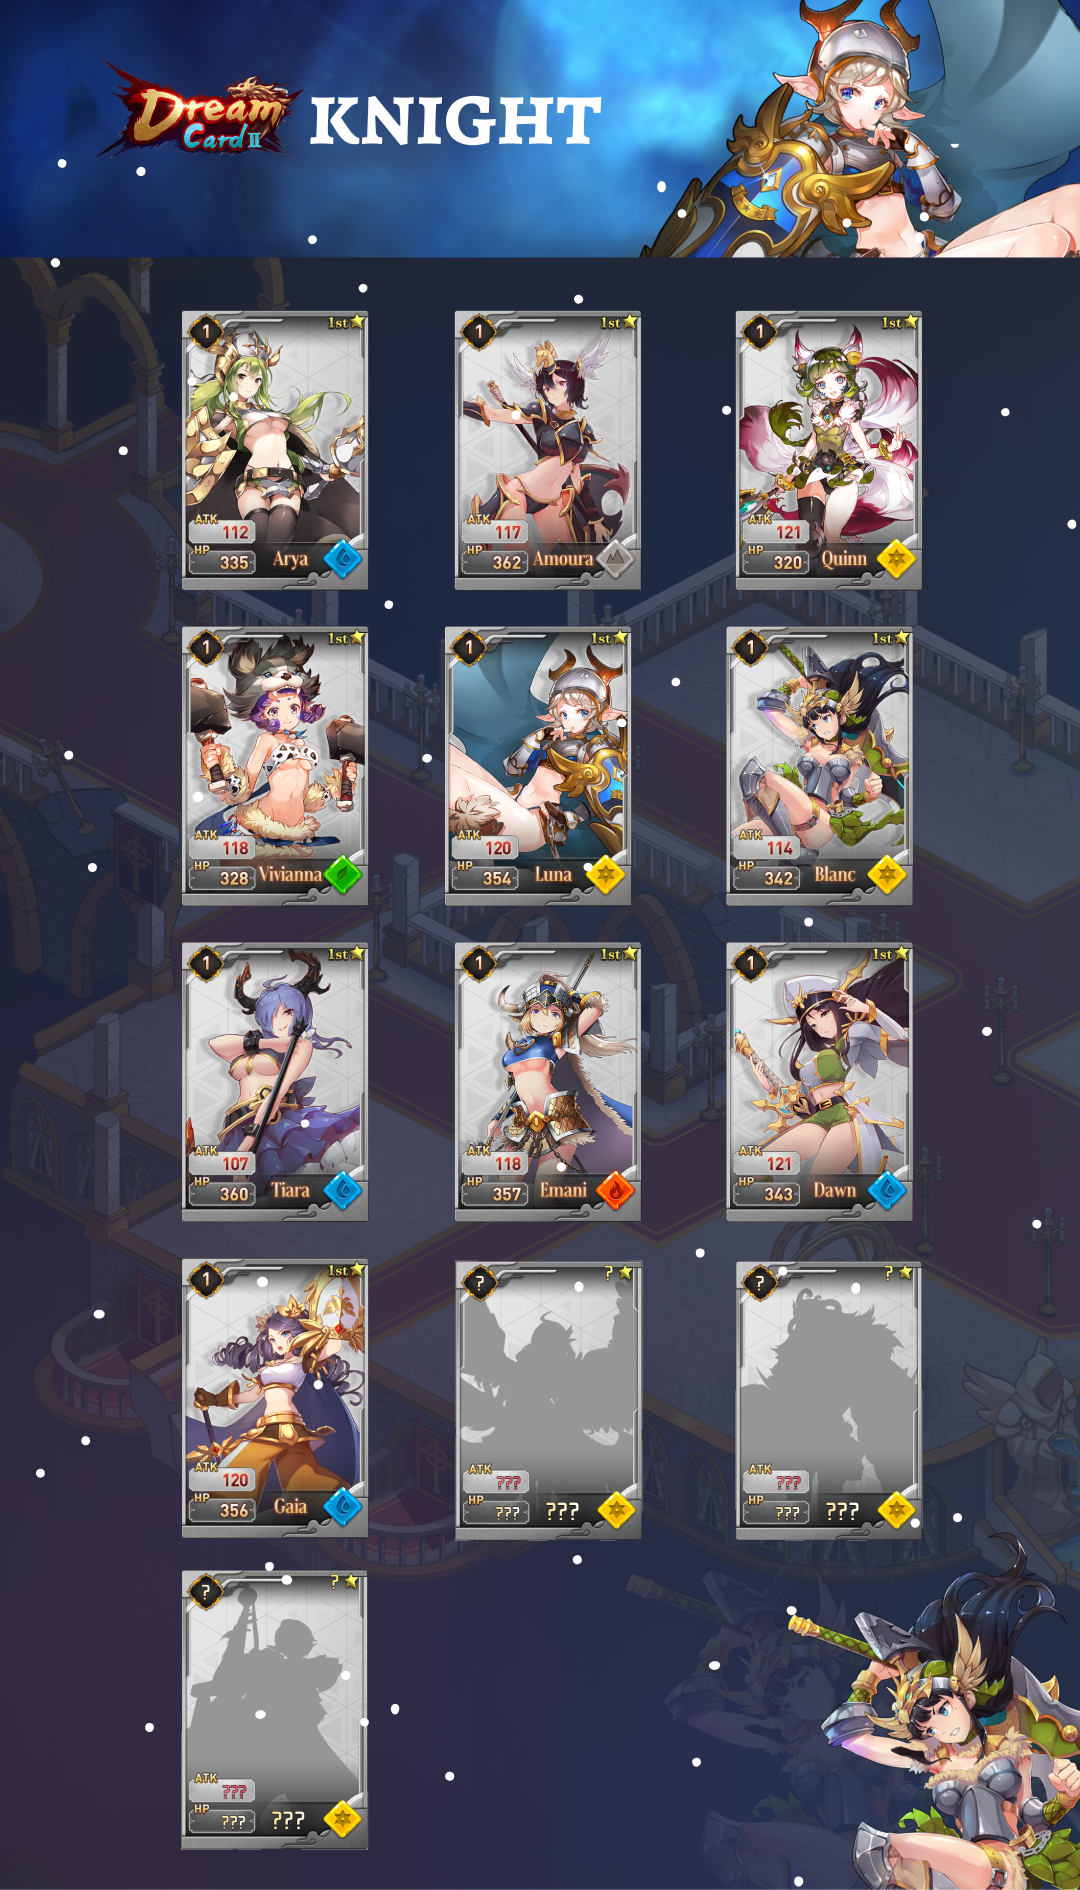 Dream
Card II
KNIGHT
1 1st
ATK
112
HP
335 Arya
1 1st
ATK
117
HP
362 Amoura
1 1st
ATK
121
HP
320 Quinn
1 1st
ATK
118
HP
328 Vivianna
1 1st
ATK
120
HP
354 Luna
1 1st
ATK
114
HP
342 Blanc
1 1st
ATK
107
HP
360 Tiara
1 1st
ATK
118
HP
357 Emani
1 1st
ATK
121
HP
343 Dawn
1 1st
ATK
120
HP
356 Gaia
? ?
ATK
???
HP
??? ???
? ?
ATK
???
HP
??? ???
? ?
ATK
???
HP
??? ???